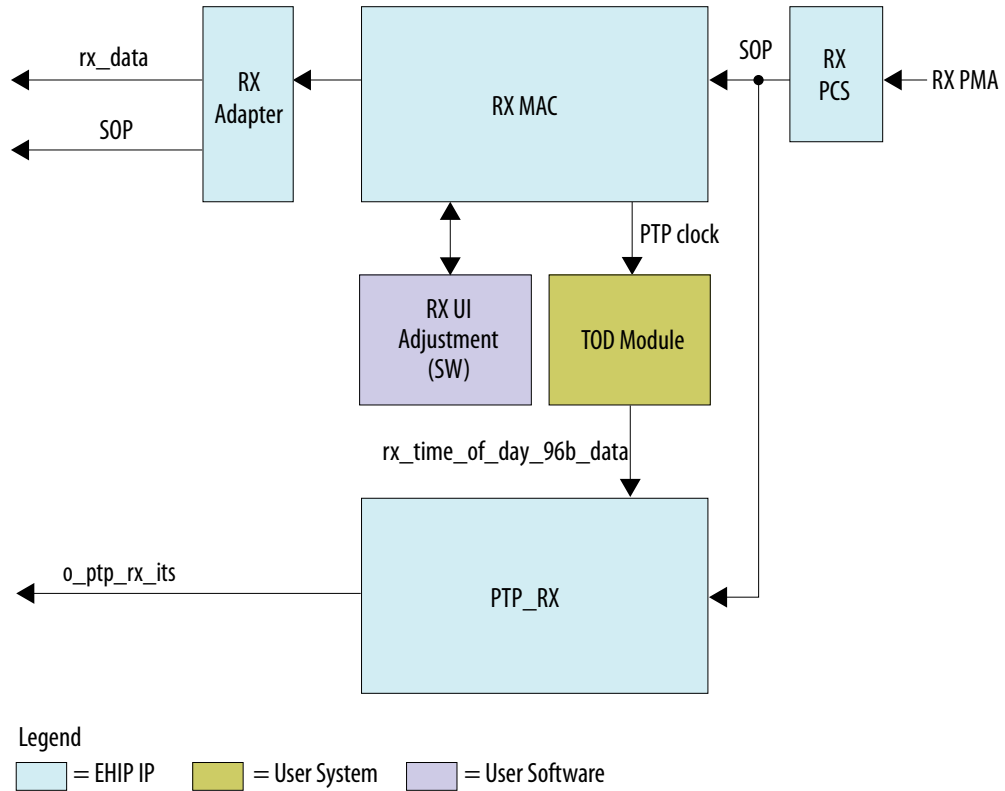 rx_data
SOP
RX
Adapter
RX MAC
SOP
RX
PCS
RX PMA
PTP clock
RX UI
Adjustment
(SW)
TOD Module
rx_time_of_day_96b_data
o_ptp_rx_its
PTP_RX
Legend
= EHIP IP
= User System
= User Software